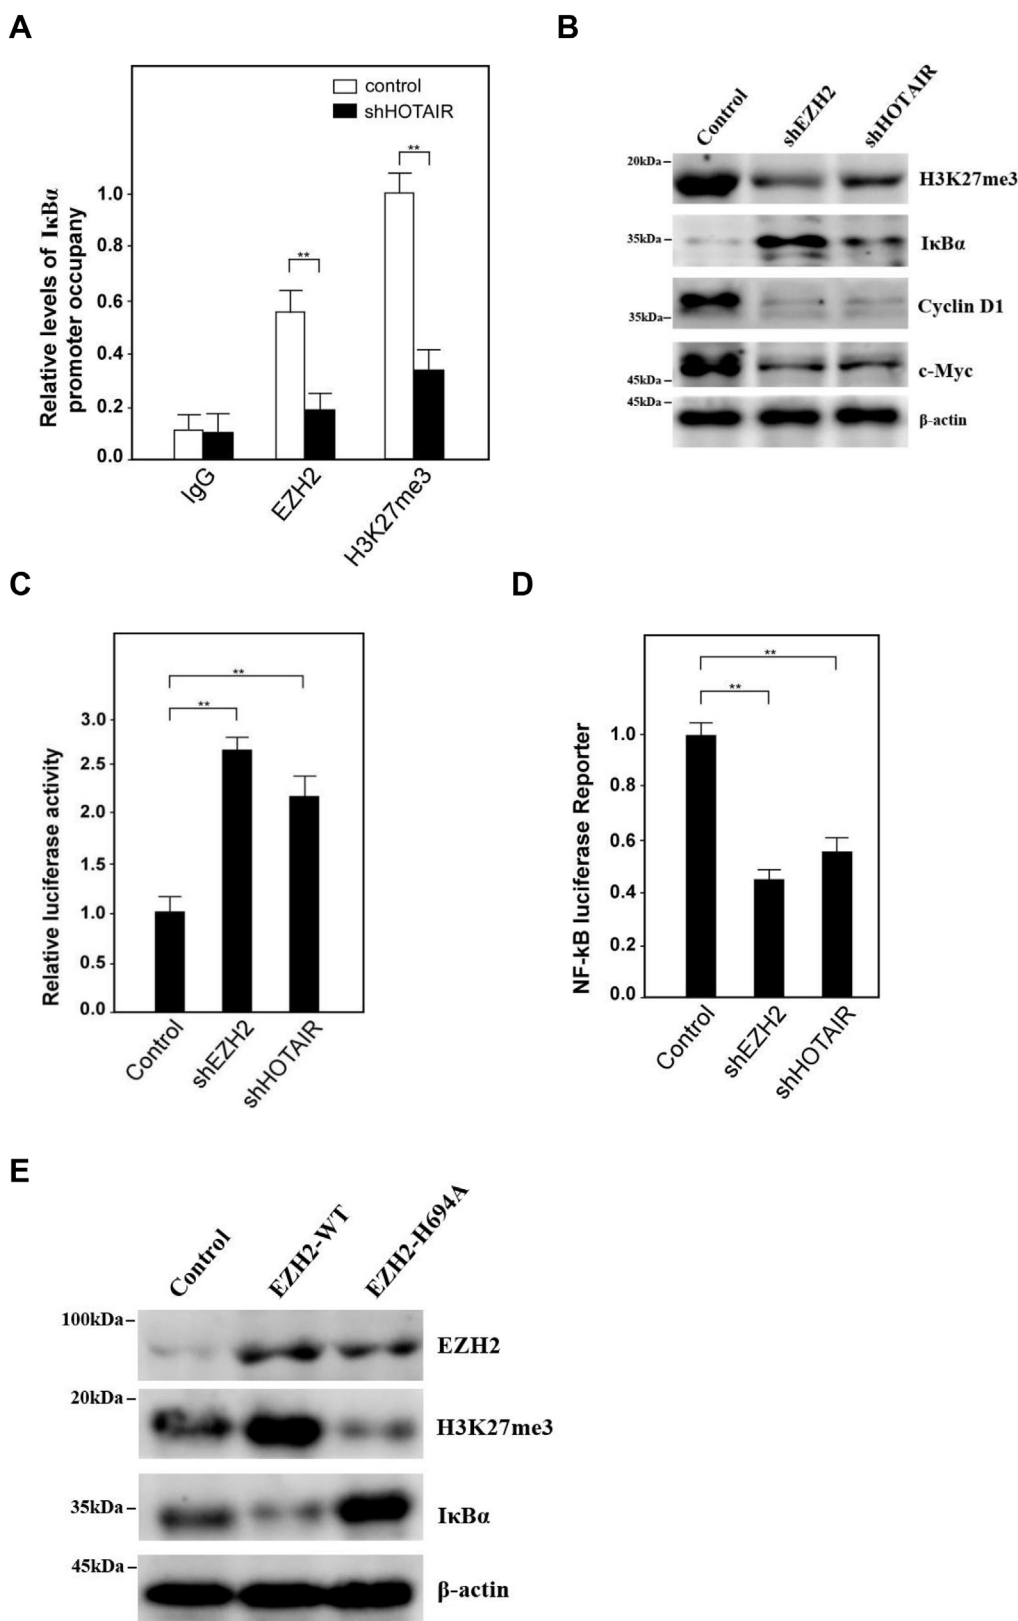 A
control
shHOTAIR
Relative levels of IκBα
promoter occupany
1.0
0.8
0.6
0.4
0.2
0.0
**
**
IgG
EZH2
H3K27me3
B
Control
shEZH2
shHOTAIR
20kDa
H3K27me3
35kDa
IκBα
35kDa
Cyclin D1
45kDa
c-Myc
45kDa
β-actin
C
Relative luciferase activity
3.0
2.5
2.0
1.5
1.0
0.5
0.0
**
**
Control
shEZH2
shHOTAIR
D
NF-kB luciferase Reporter
1.0
0.8
0.6
0.4
0.2
0.0
**
**
Control
shEZH2
shHOTAIR
E
Control
EZH2-WT
EZH2-H694A
100kDa
EZH2
20kDa
H3K27me3
35kDa
IκBα
45kDa
β-actin